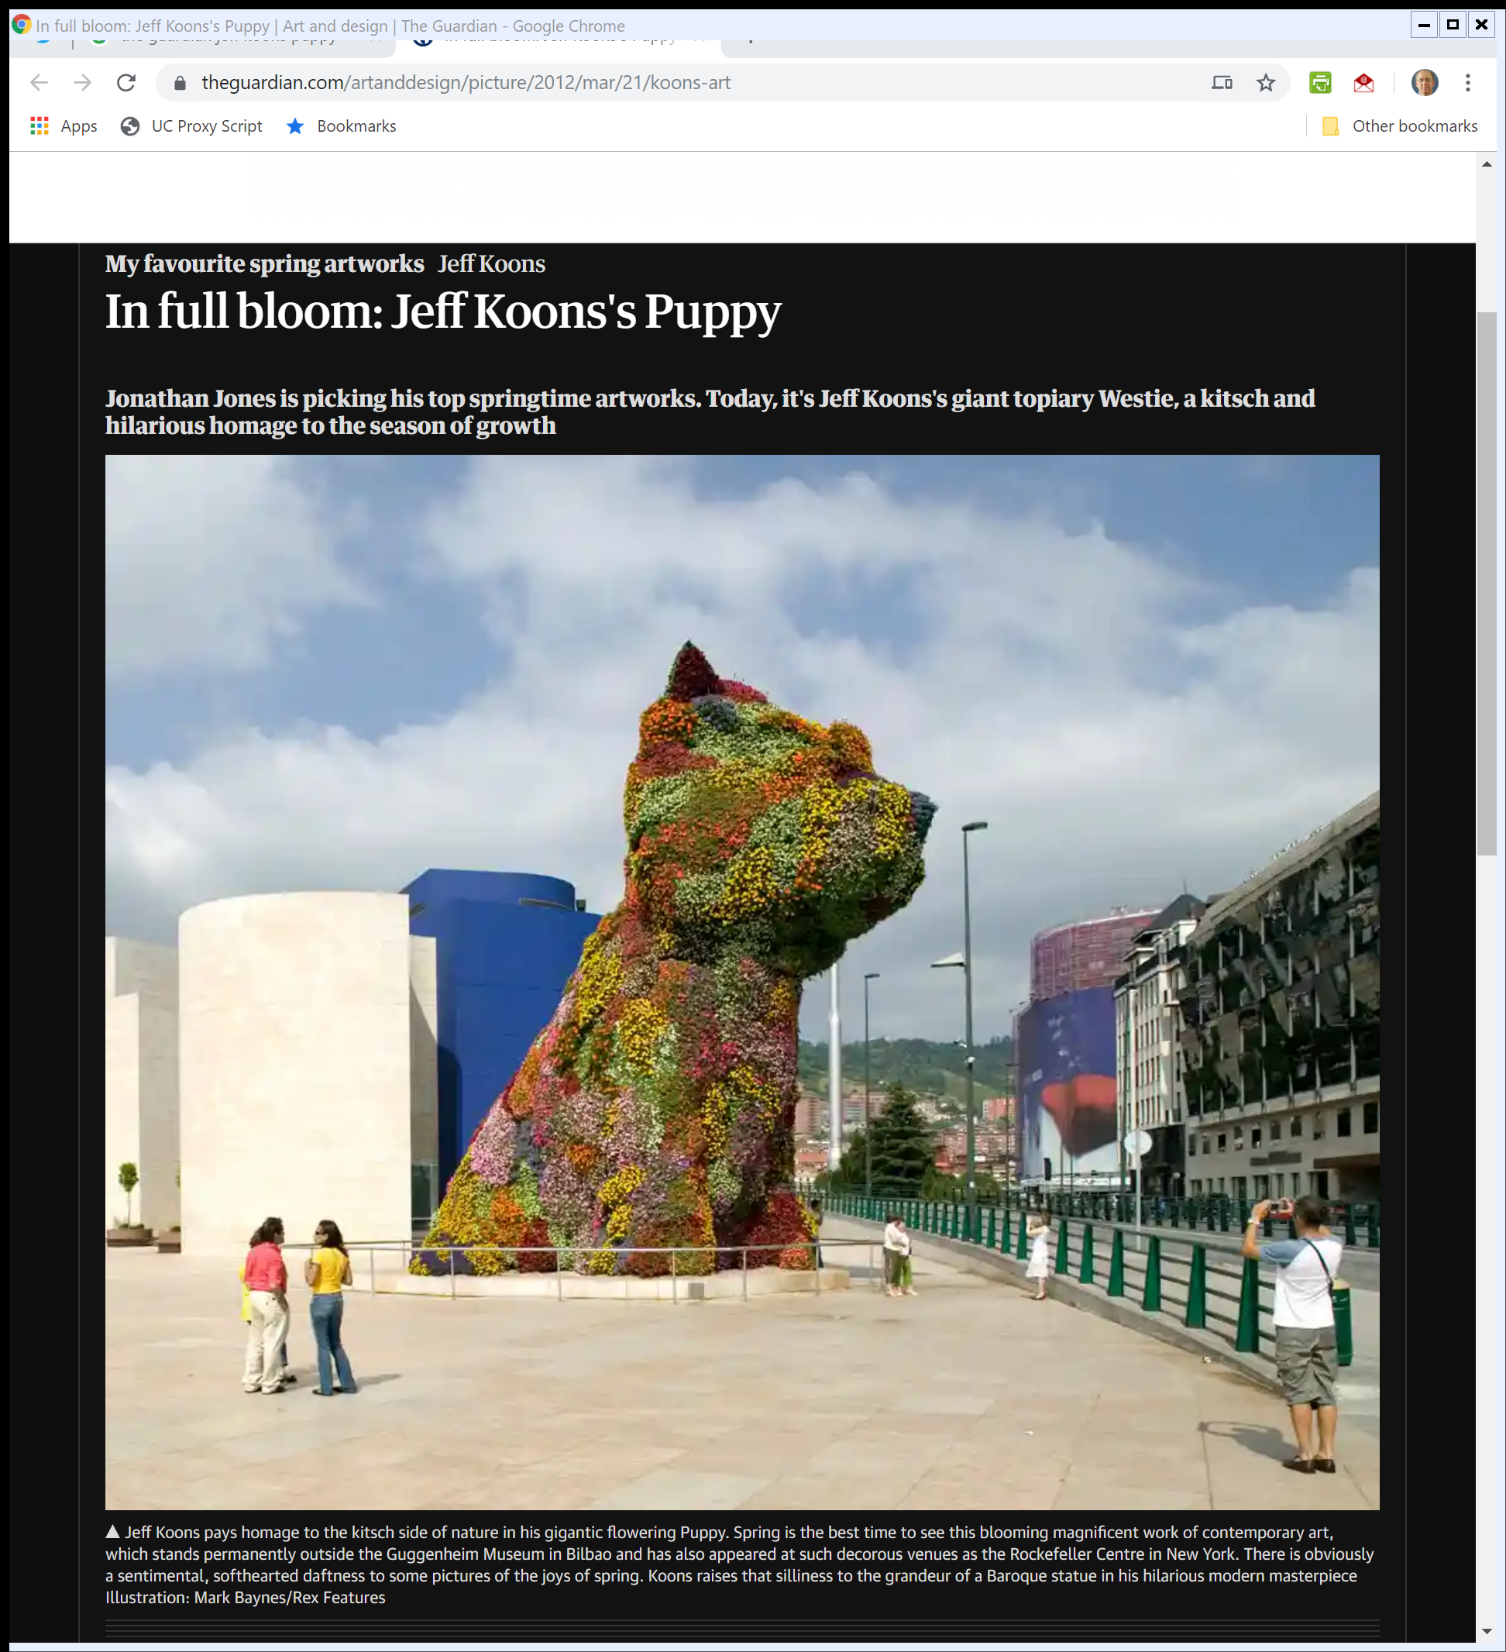 In full bloom: Jeff Koons's Puppy | Art and design | The Guardian - Google Chrome
theguardian.com/artanddesign/picture/2012/mar/21/koons-art
Apps UC Proxy Script Bookmarks Other bookmarks
My favourite spring artworks Jeff Koons
In full bloom: Jeff Koons's Puppy
Jonathan Jones is picking his top springtime artworks. Today, it's Jeff Koons's giant topiary Westie, a kitsch and
hilarious homage to the season of growth
Jeff Koons pays homage to the kitsch side of nature in his gigantic flowering Puppy. Spring is the best time to see this blooming magnificent work of contemporary art,
which stands permanently outside the Guggenheim Museum in Bilbao and has also appeared at such decorous venues as the Rockefeller Centre in New York. There is obviously
a sentimental, softhearted daftness to some pictures of the joys of spring. Koons raises that silliness to the grandeur of a Baroque statue in his hilarious modern masterpiece
Illustration: Mark Baynes/Rex Features